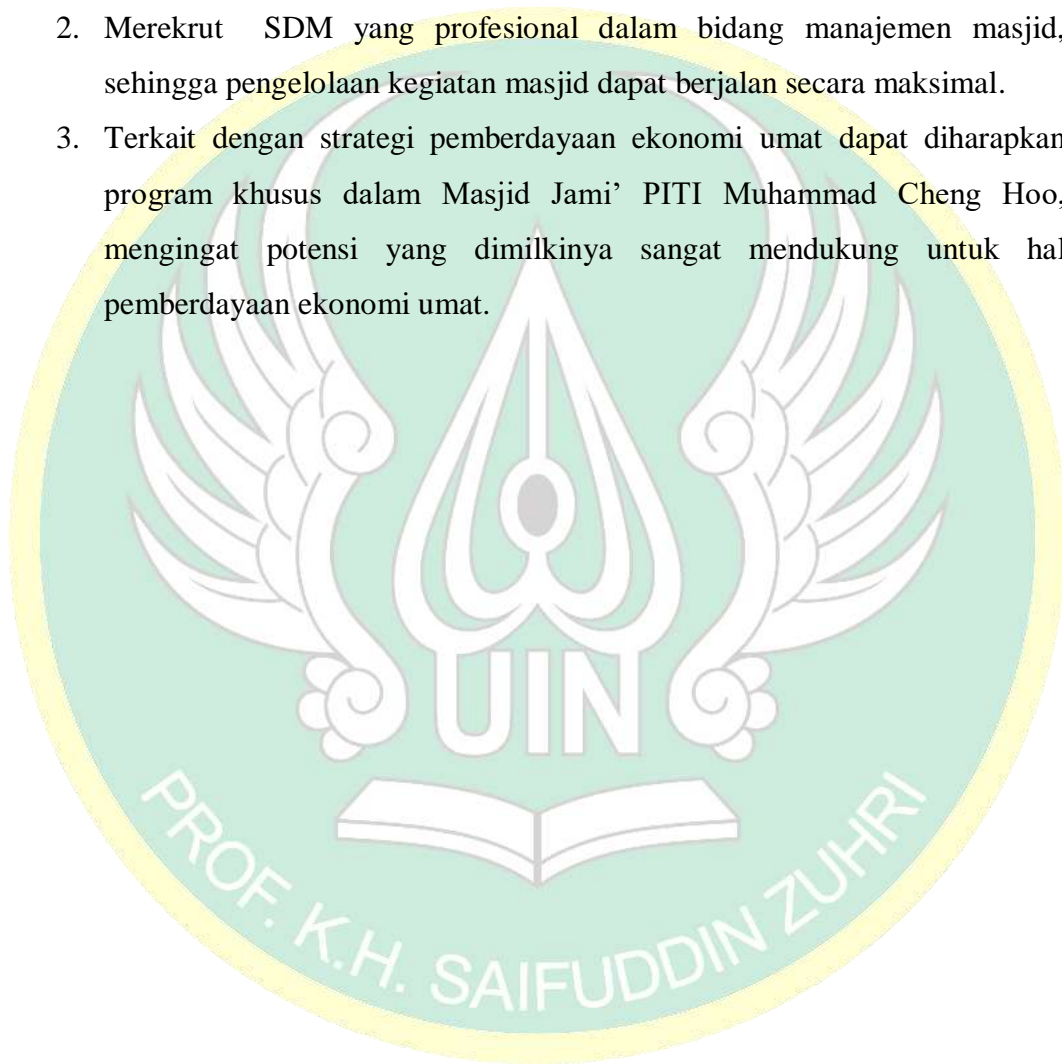 2. Merekrut SDM yang profesional dalam bidang manajemen masjid,
sehingga pengelolaan kegiatan masjid dapat berjalan secara maksimal.
3. Terkait dengan strategi pemberdayaan ekonomi umat dapat diharapkan
program khusus dalam Masjid Jami’ PITI Muhammad Cheng Hoo,
mengingat potensi yang dimilikinya sangat mendukung untuk hal
pemberdayaan ekonomi umat.
UIN
PROF. K.H. SAIFUDDIN ZUHRI